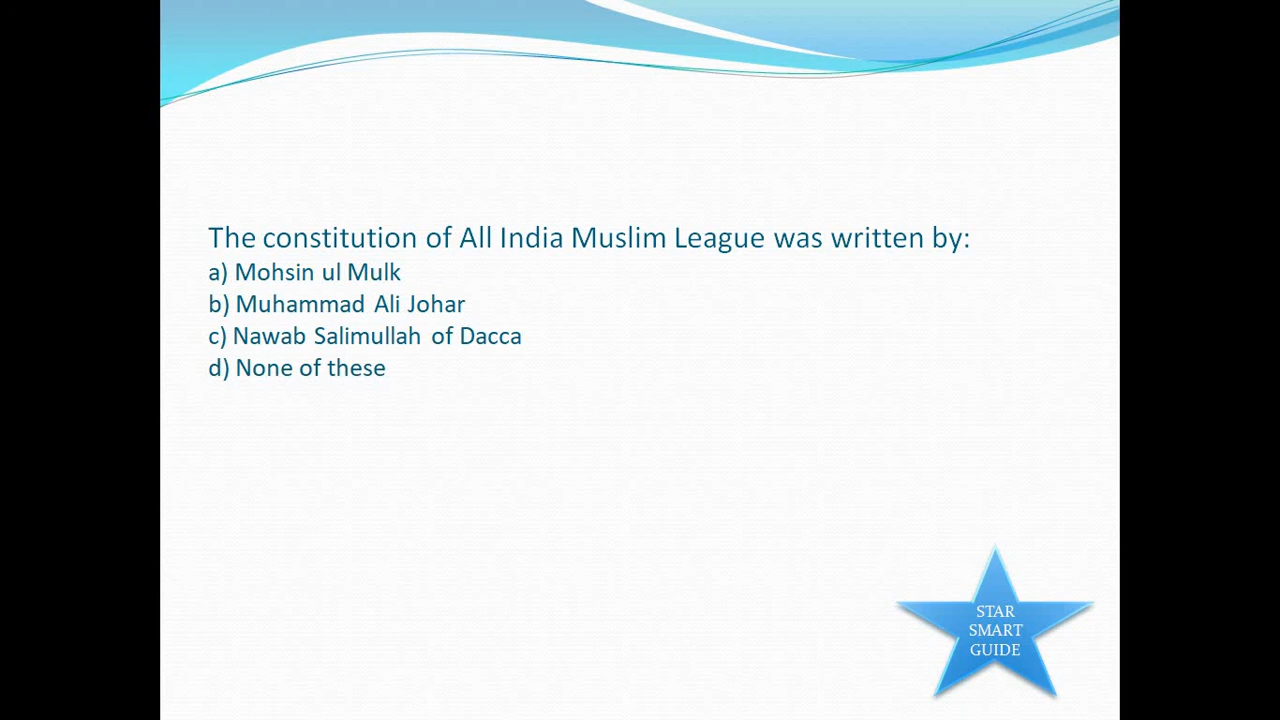 The constitution of All India Muslim League was written by:
a) Mohsin ul Mulk
b) Muhammad Ali Johar
c) Nawab Salimullah of Dacca
d) None of these
STAR
SMART
GUIDE